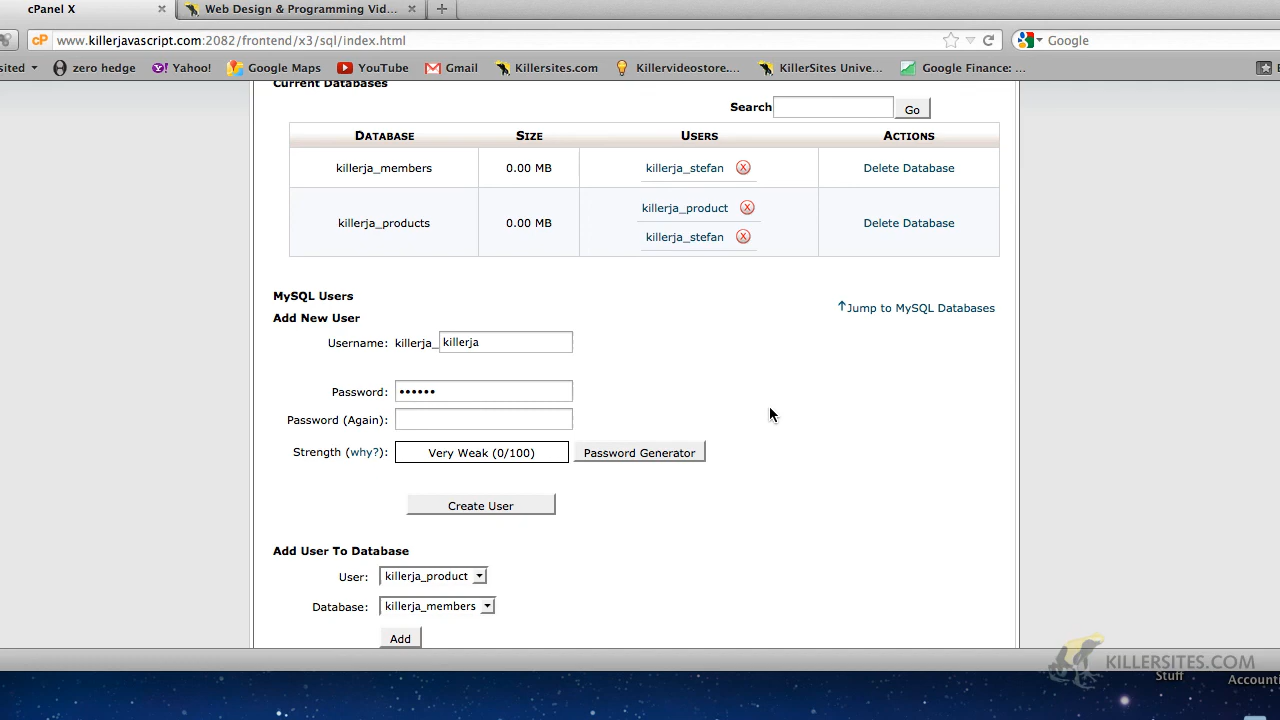 cPanel X
Web Design & Programming Vid...
cP www.killerjavascript.com:2082/frontend/x3/sql/index.html
Google
sited
zero hedge
Yahoo!
Google Maps
YouTube
Gmail
Killersites.com
Killervideostore....
KillerSites Unive...
Google Finance: ...
Current Databases
Search
Go
DATABASE SIZE USERS ACTIONS
killerja_members 0.00 MB killerja_stefan Delete Database
killerja_products 0.00 MB killerja_product Delete Database
killerja_stefan
MySQL Users
↑Jump to MySQL Databases
Add New User
Username: killerja_ killerja
Password: ••••••
Password (Again):
Strength (why?): Very Weak (0/100) Password Generator
Create User
Add User To Database
User: killerja_product
Database: killerja_members
Add
KILLERSITES.COM
Stuff
Accounti